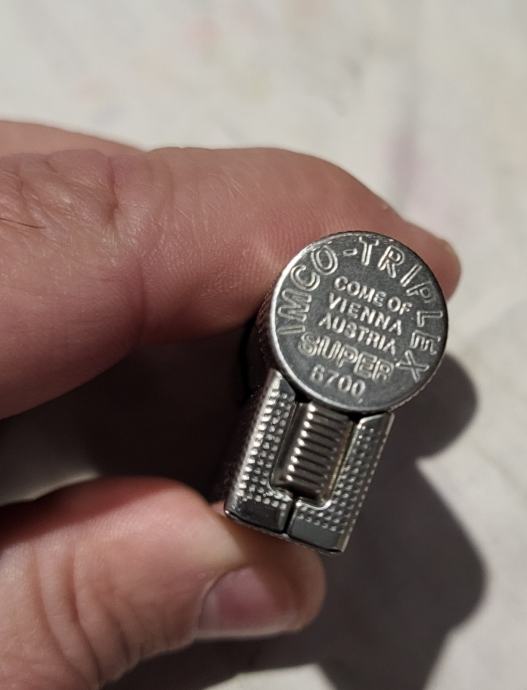 IMCO-TRIPLEX
COME OF
VIENNA
AUSTRIA
SUPER
6700